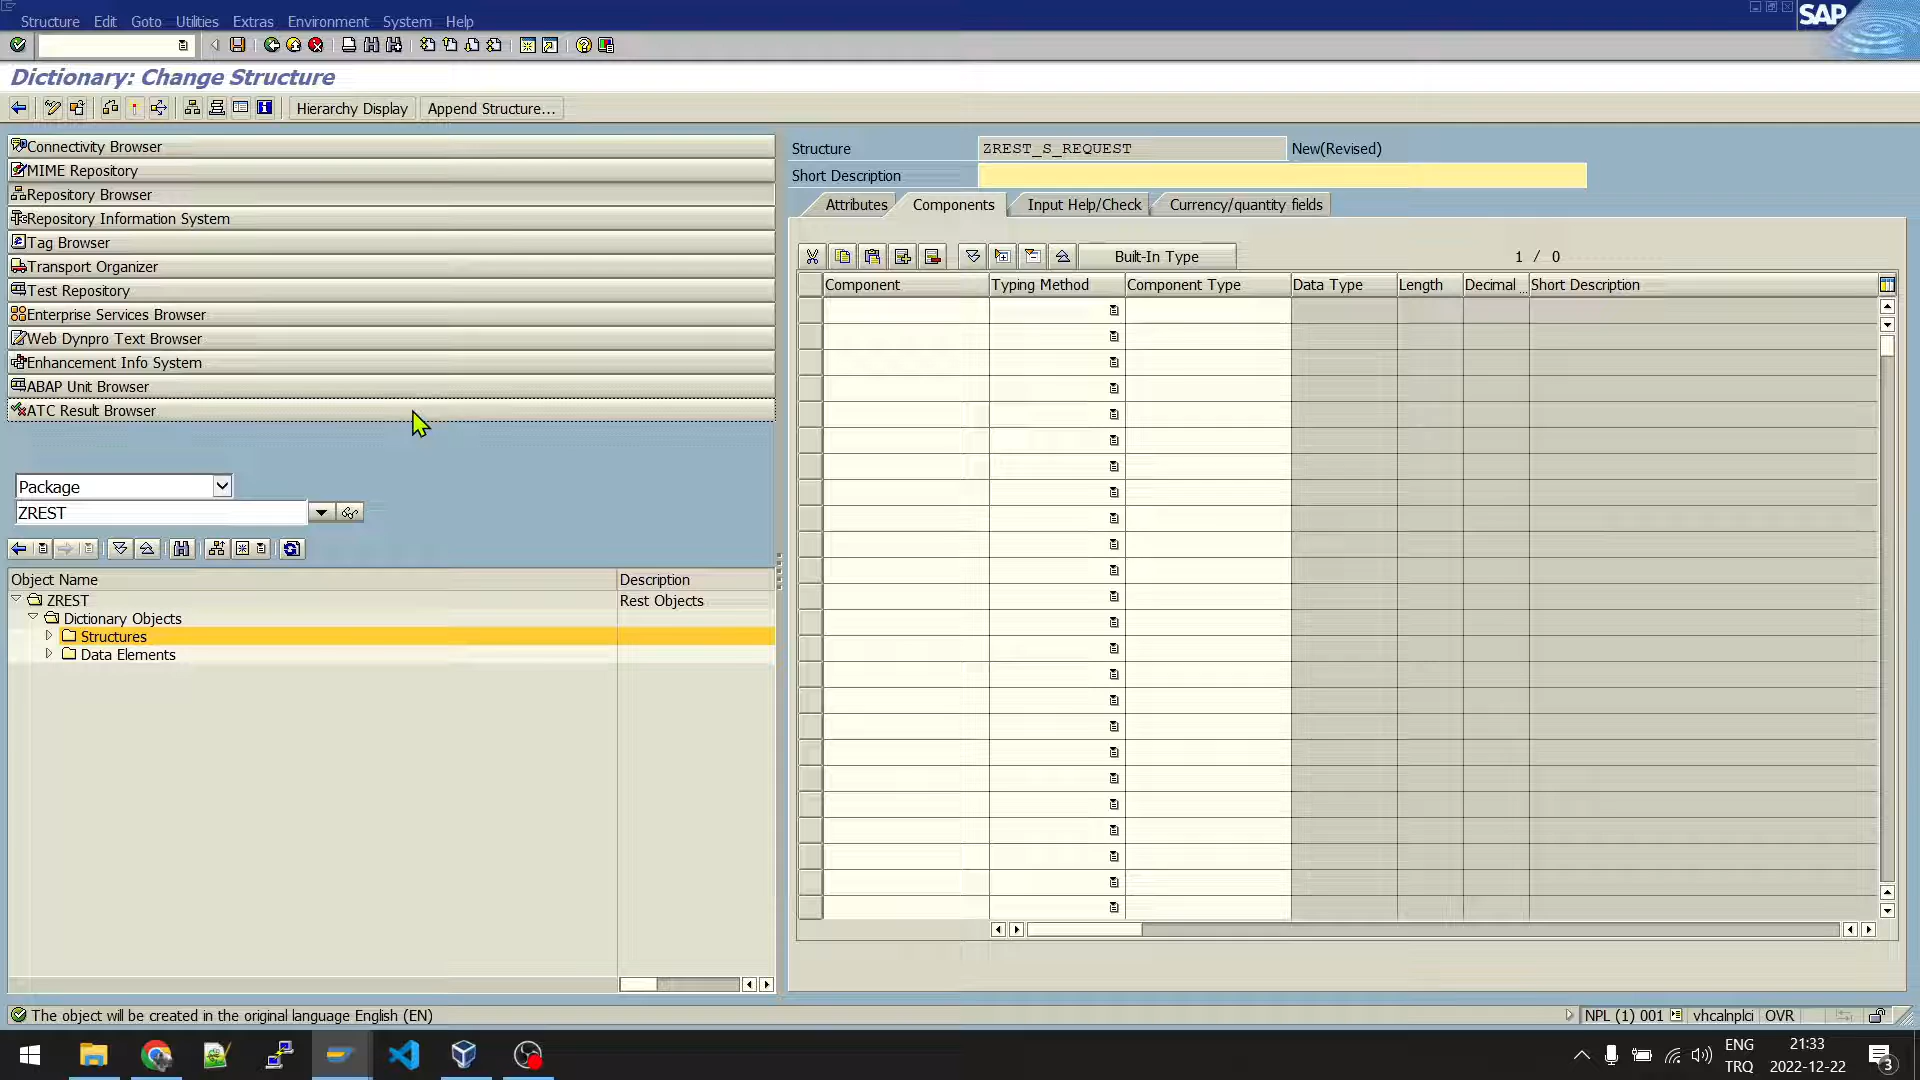 Structure Edit Goto Utilities Extras Environment System Help
SAP
Dictionary: Change Structure
Hierarchy Display Append Structure...
Connectivity Browser
MIME Repository
Repository Browser
Repository Information System
Tag Browser
Transport Organizer
Test Repository
Enterprise Services Browser
Web Dynpro Text Browser
Enhancement Info System
ABAP Unit Browser
ATC Result Browser
Package
ZREST
Object Name Description
ZREST Rest Objects
Dictionary Objects
Structures
Data Elements
Structure ZREST_S_REQUEST New(Revised)
Short Description
Attributes Components Input Help/Check Currency/quantity fields
Built-In Type 1 / 0
Component Typing Method Component Type Data Type Length Decimal ... Short Description
The object will be created in the original language English (EN)
NPL (1) 001 vhcalnplci OVR
ENG 21:33
TRQ 2022-12-22
3